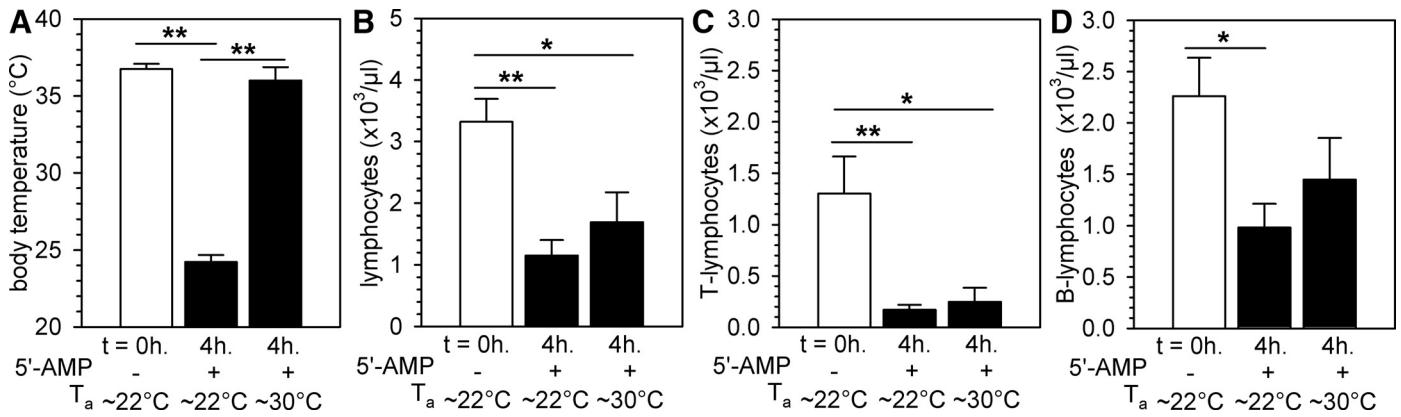 A
body temperature (°C)
40
35
30
25
20
**
**
t = 0h. 4h. 4h.
5'-AMP - + +
Ta ~22°C ~22°C ~30°C
B
lymphocytes (x10³/µl)
5
4
3
2
1
0
*
**
t = 0h. 4h. 4h.
5'-AMP - + +
Ta ~22°C ~22°C ~30°C
C
T-lymphocytes (x10³/µl)
3.0
2.5
2.0
1.5
1.0
0.5
0.0
*
**
t = 0h. 4h. 4h.
5'-AMP - + +
Ta ~22°C ~22°C ~30°C
D
B-lymphocytes (x10³/µl)
3.0
2.5
2.0
1.5
1.0
0.5
0.0
*
t = 0h. 4h. 4h.
5'-AMP - + +
Ta ~22°C ~22°C ~30°C